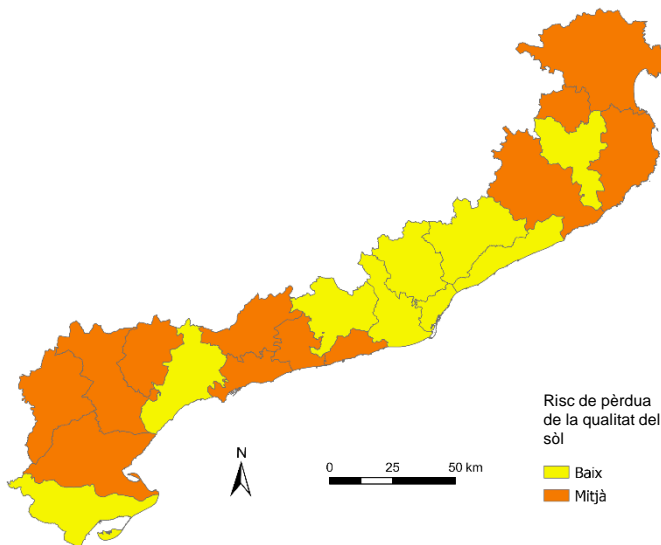 Risc de pèrdua
de la qualitat del
sòl
Baix
Mitjà
N
0 25 50 km